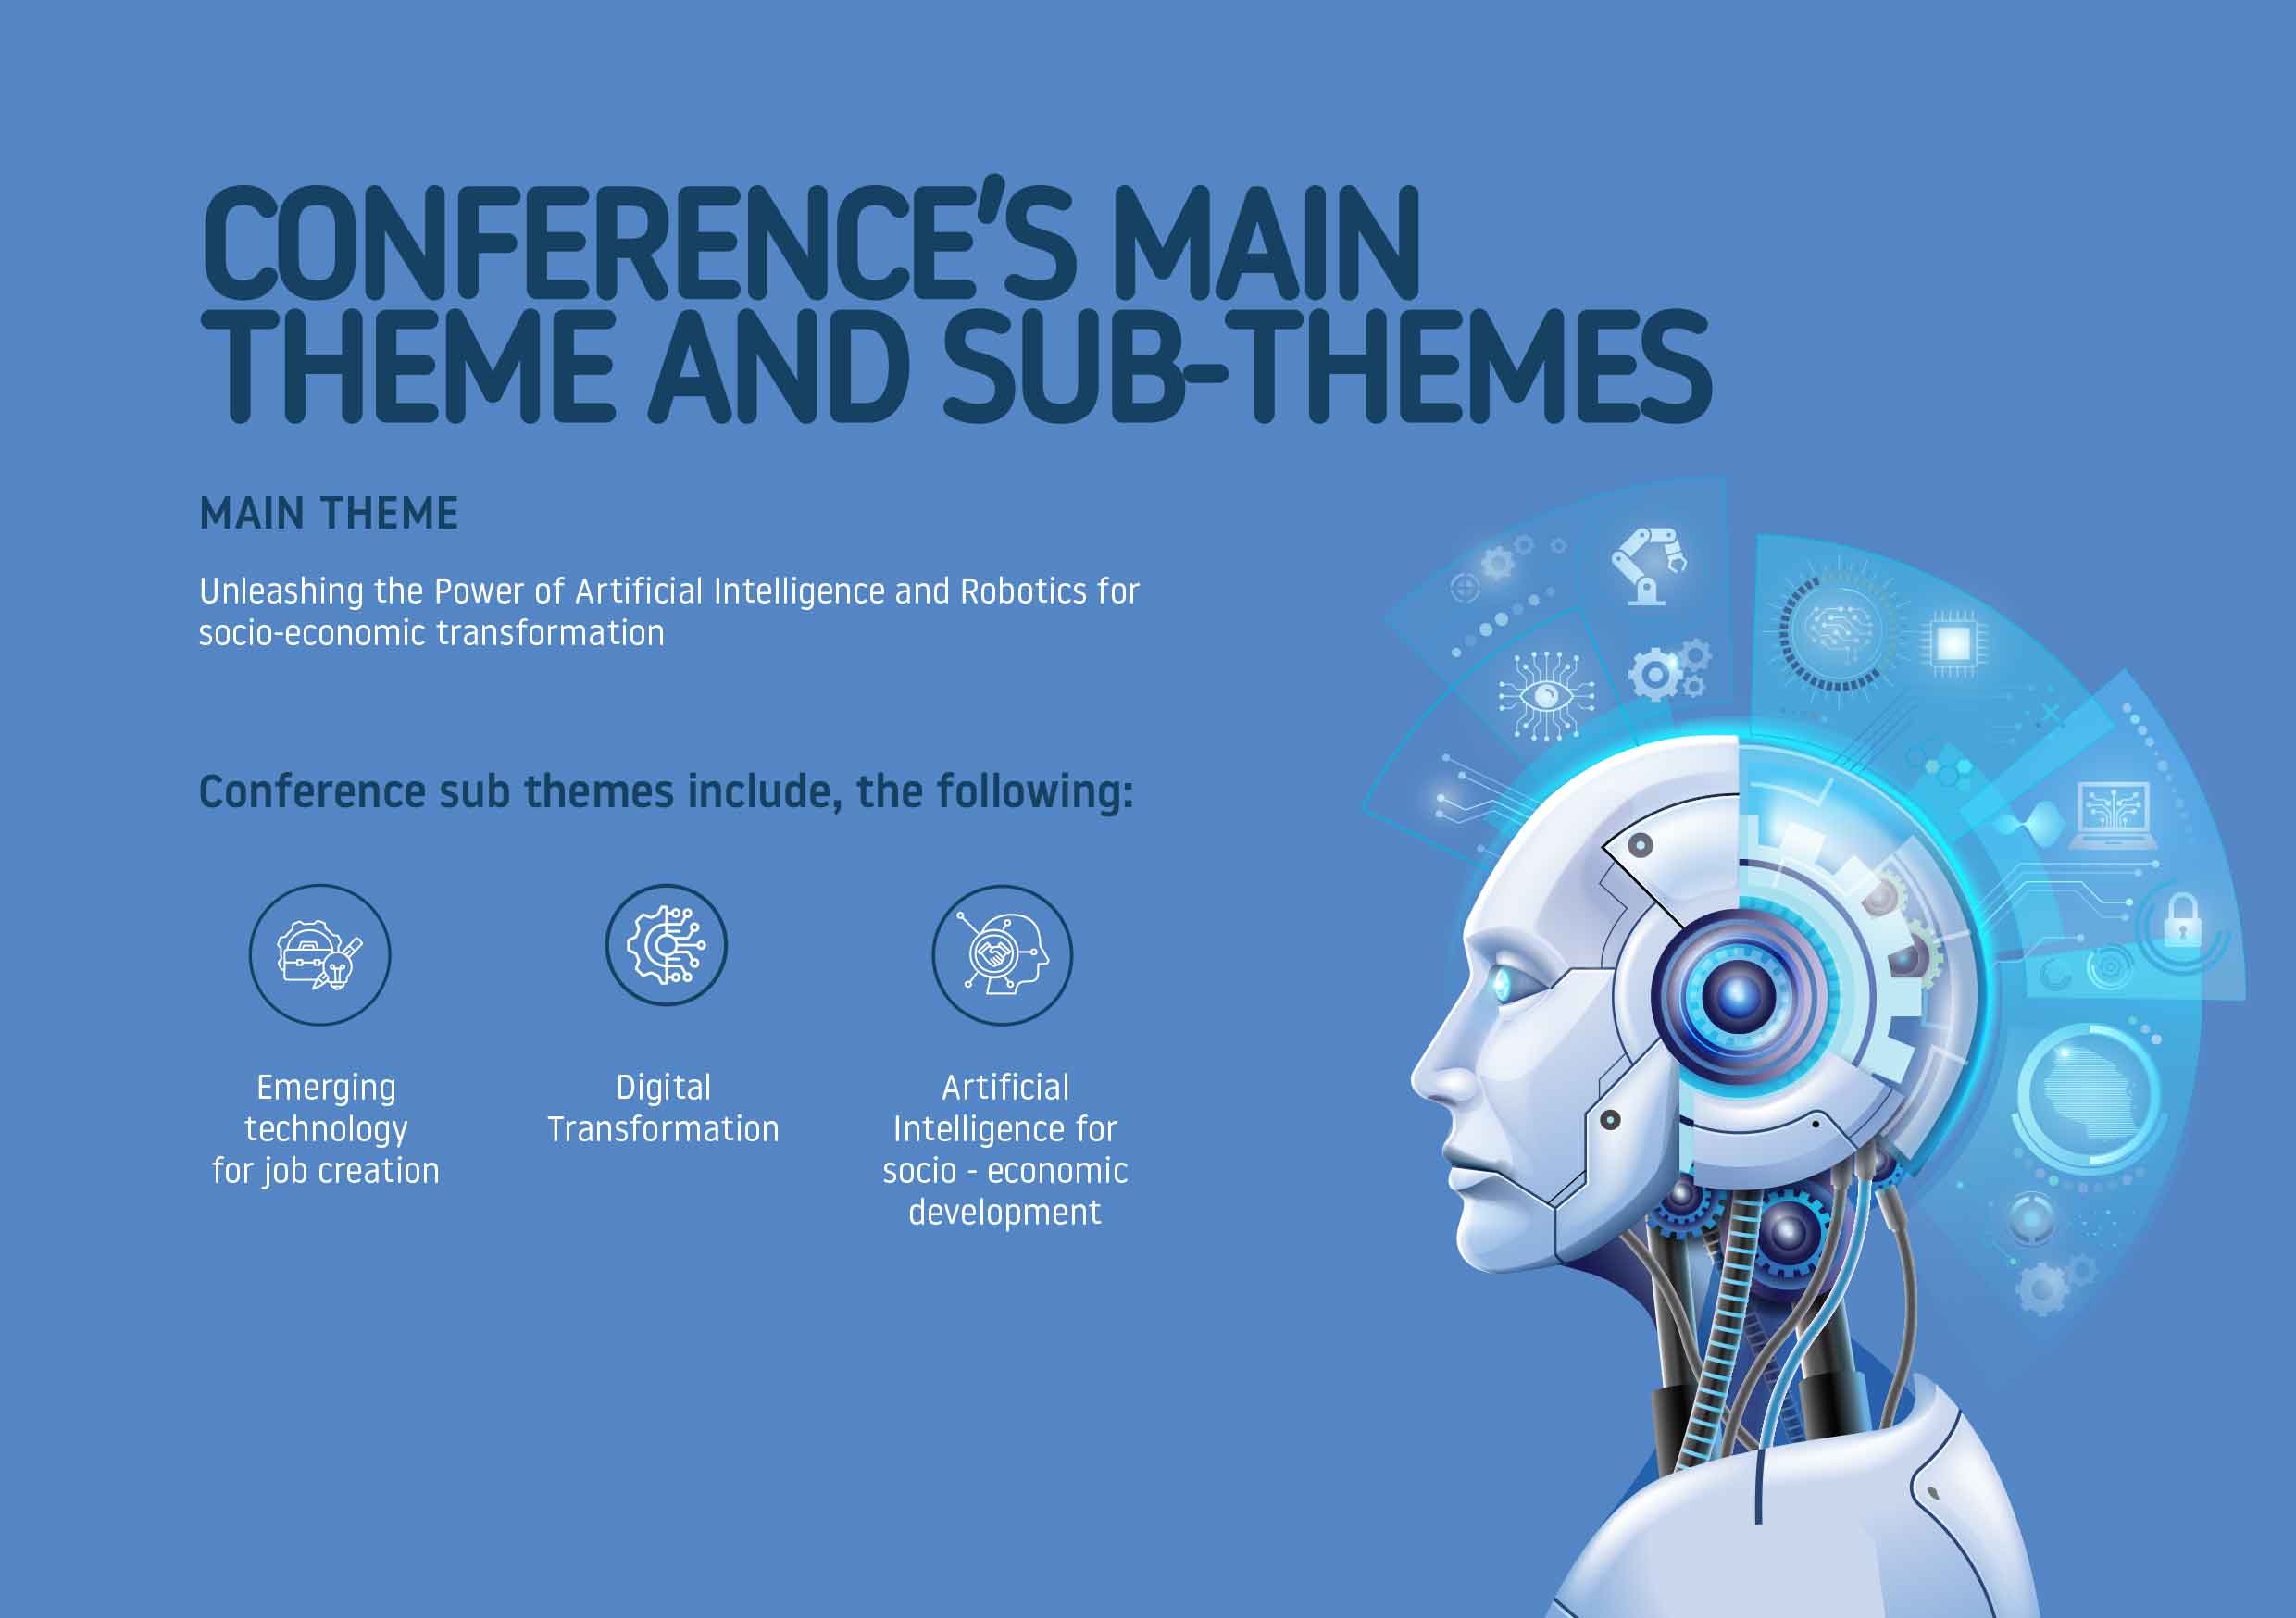 CONFERENCE'S MAIN
THEME AND SUB-THEMES
MAIN THEME
Unleashing the Power of Artificial Intelligence and Robotics for
socio-economic transformation
Conference sub themes include, the following:
Emerging
technology
for job creation
Digital
Transformation
Artificial
Intelligence for
socio - economic
development